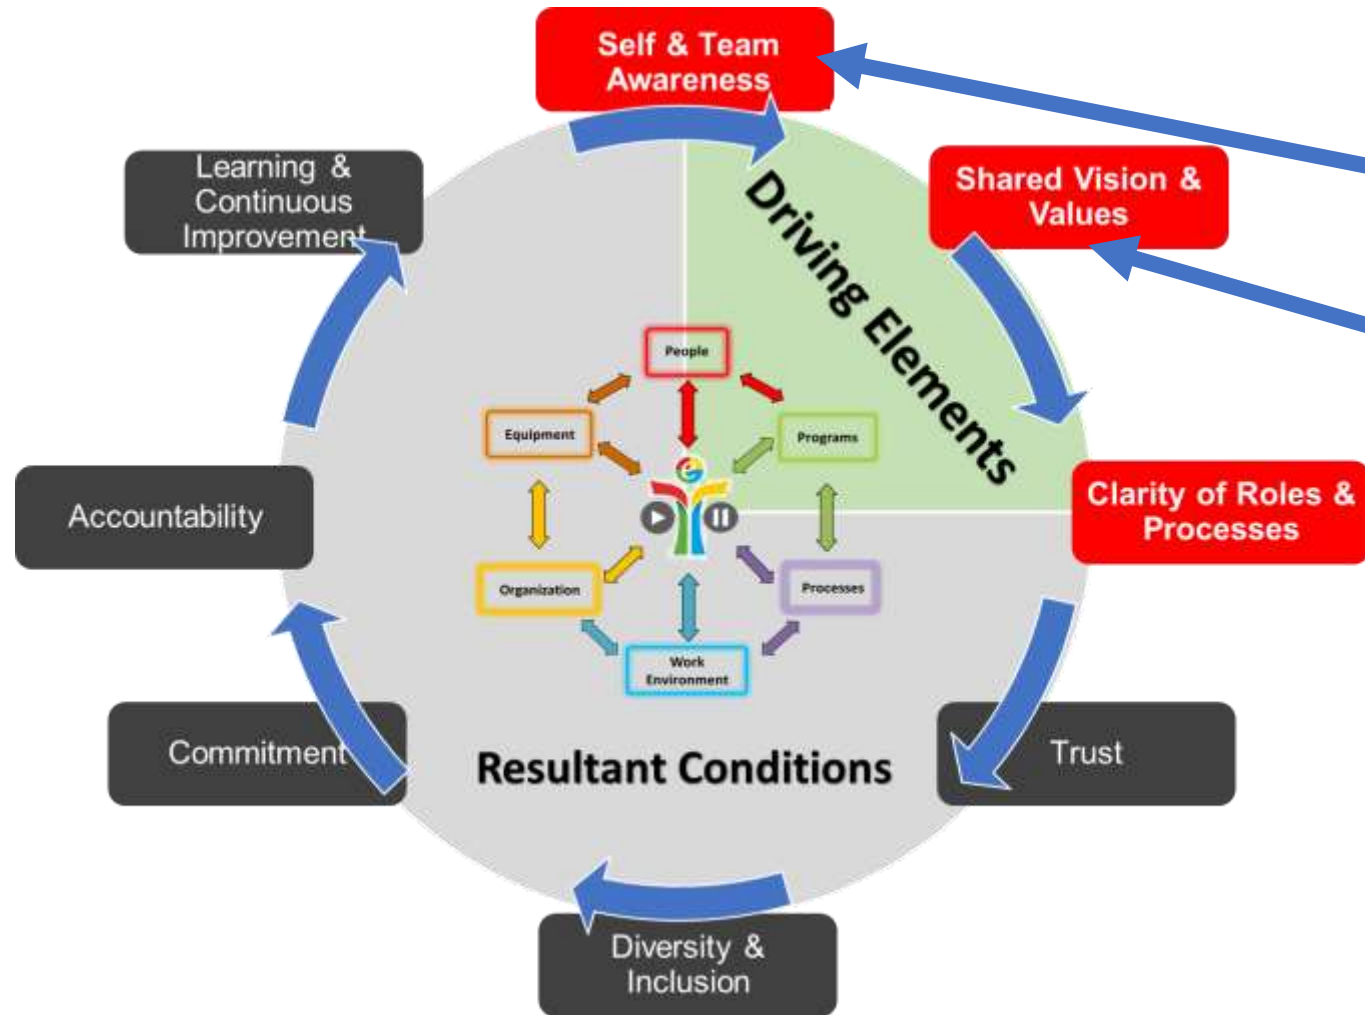 Self & Team
Awareness
Learning &
Continuous
Improvement
Shared Vision &
Values
Driving Elements
People
Equipment
Programs
Accountability
Clarity of Roles &
Processes
Organization
Processes
Work
Environment
Commitment
Resultant Conditions
Trust
Diversity &
Inclusion